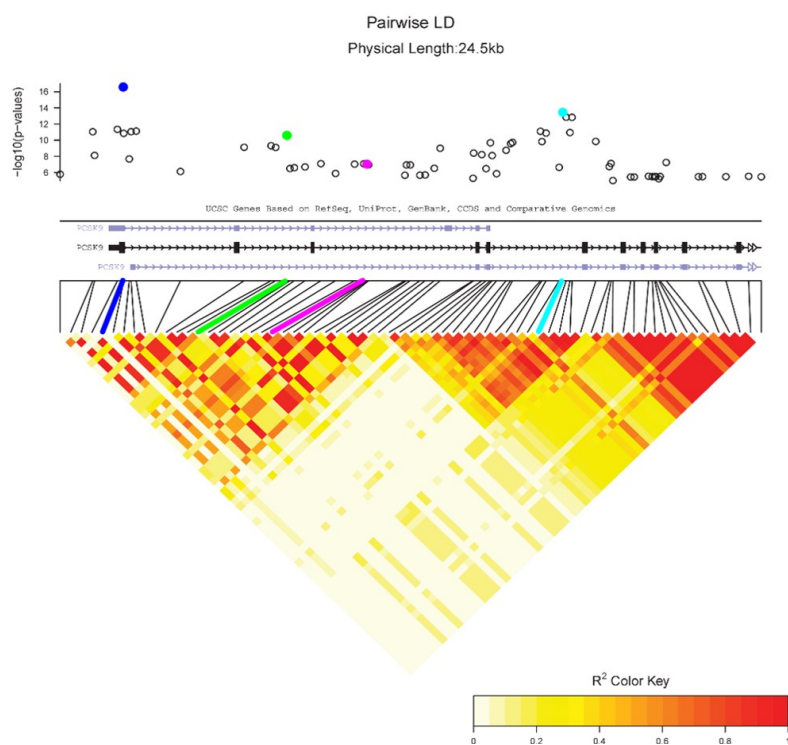 Pairwise LD
Physical Length:24.5kb
−log10(p-values)
16
14
12
10
8
6
UCSC Genes Based on RefSeq, UniProt, GenBank, CCDS and Comparative Genomics
PCSK9
PCSK9
PCSK9
R² Color Key
0 0.2 0.4 0.6 0.8 1